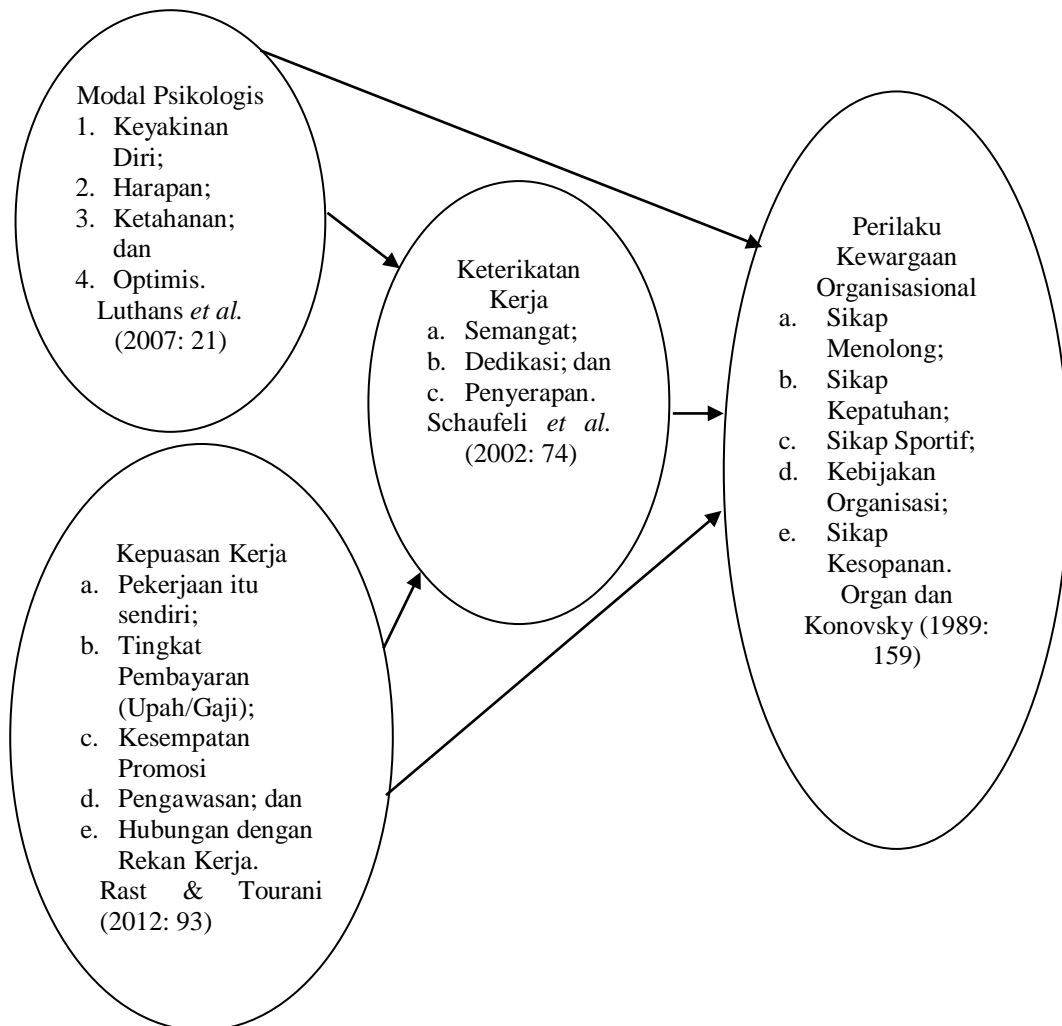 Modal Psikologis
1. Keyakinan
Diri;
2. Harapan;
3. Ketahanan;
dan
4. Optimis.
Luthans et al.
(2007: 21)
Kepuasan Kerja
a. Pekerjaan itu
sendiri;
b. Tingkat
Pembayaran
(Upah/Gaji);
c. Kesempatan
Promosi
d. Pengawasan; dan
e. Hubungan dengan
Rekan Kerja.
Rast & Tourani
(2012: 93)
Keterikatan
Kerja
a. Semangat;
b. Dedikasi; dan
c. Penyerapan.
Schaufeli et al.
(2002: 74)
Perilaku
Kewargaan
Organisasional
a. Sikap
Menolong;
b. Sikap
Kepatuhan;
c. Sikap Sportif;
d. Kebijakan
Organisasi;
e. Sikap
Kesopanan.
Organ dan
Konovsky (1989:
159)